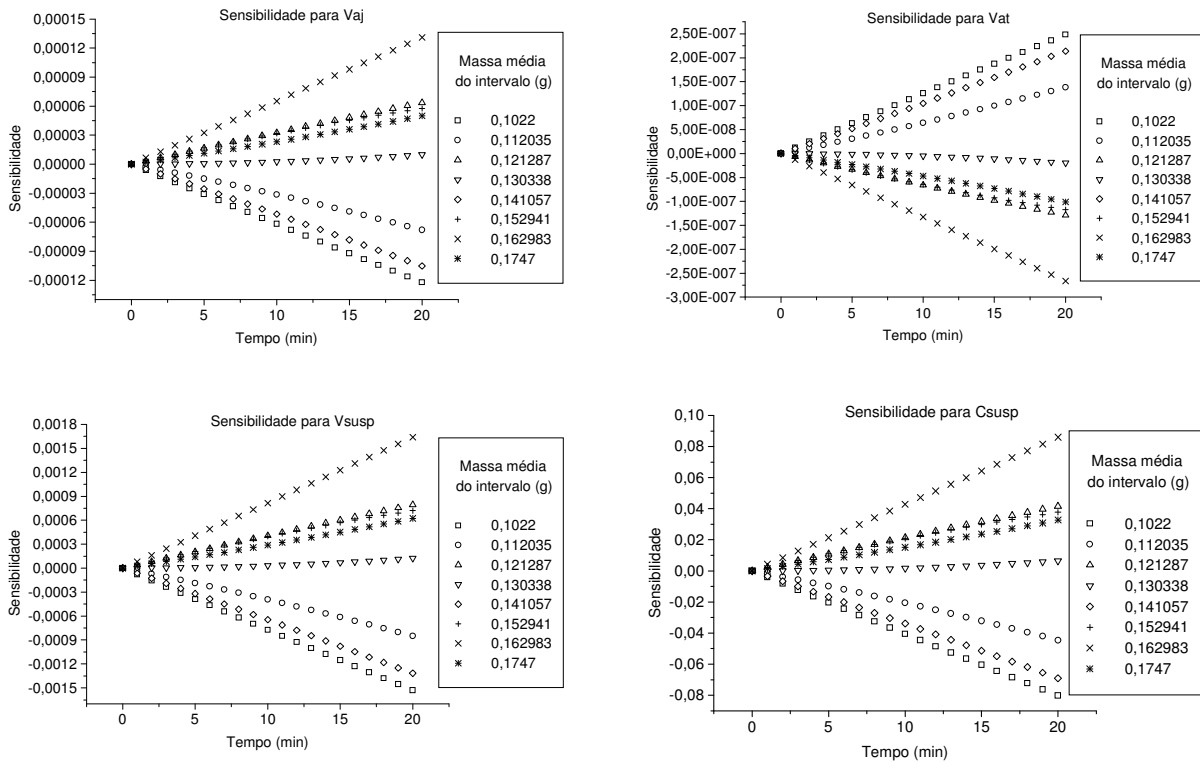 Sensibilidade para Vaj
0,00015
0,00012
0,00009
0,00006
0,00003
0,00000
-0,00003
-0,00006
-0,00009
-0,00012
Sensibilidade
0
5
10
15
20
Tempo (min)
Massa média
do intervalo (g)
0,1022
0,112035
0,121287
0,130338
0,141057
0,152941
0,162983
0,1747
Sensibilidade para Vat
2,50E-007
2,00E-007
1,50E-007
1,00E-007
5,00E-008
0,00E+000
-5,00E-008
-1,00E-007
-1,50E-007
-2,00E-007
-2,50E-007
-3,00E-007
Sensibilidade
0
5
10
15
20
Tempo (min)
Massa média
do intervalo (g)
0,1022
0,112035
0,121287
0,130338
0,141057
0,152941
0,162983
0,1747
Sensibilidade para Vsusp
0,0018
0,0015
0,0012
0,0009
0,0006
0,0003
0,0000
-0,0003
-0,0006
-0,0009
-0,0012
-0,0015
Sensibilidade
0
5
10
15
20
Tempo (min)
Massa média
do intervalo (g)
0,1022
0,112035
0,121287
0,130338
0,141057
0,152941
0,162983
0,1747
Sensibilidade para Csusp
0,10
0,08
0,06
0,04
0,02
0,00
-0,02
-0,04
-0,06
-0,08
Sensibilidade
0
5
10
15
20
Tempo (min)
Massa média
do intervalo (g)
0,1022
0,112035
0,121287
0,130338
0,141057
0,152941
0,162983
0,1747